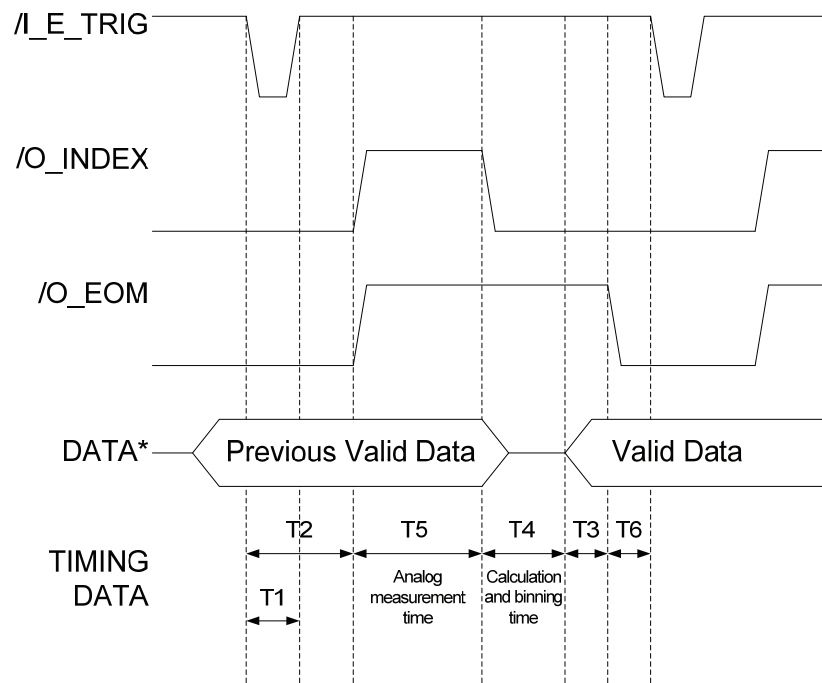 /I_E_TRIG
/O_INDEX
/O_EOM
DATA*
Previous Valid Data
Valid Data
TIMING
DATA
T2
T5
T4
T3
T6
T1
Analog
measurement
time
Calculation
and binning
time